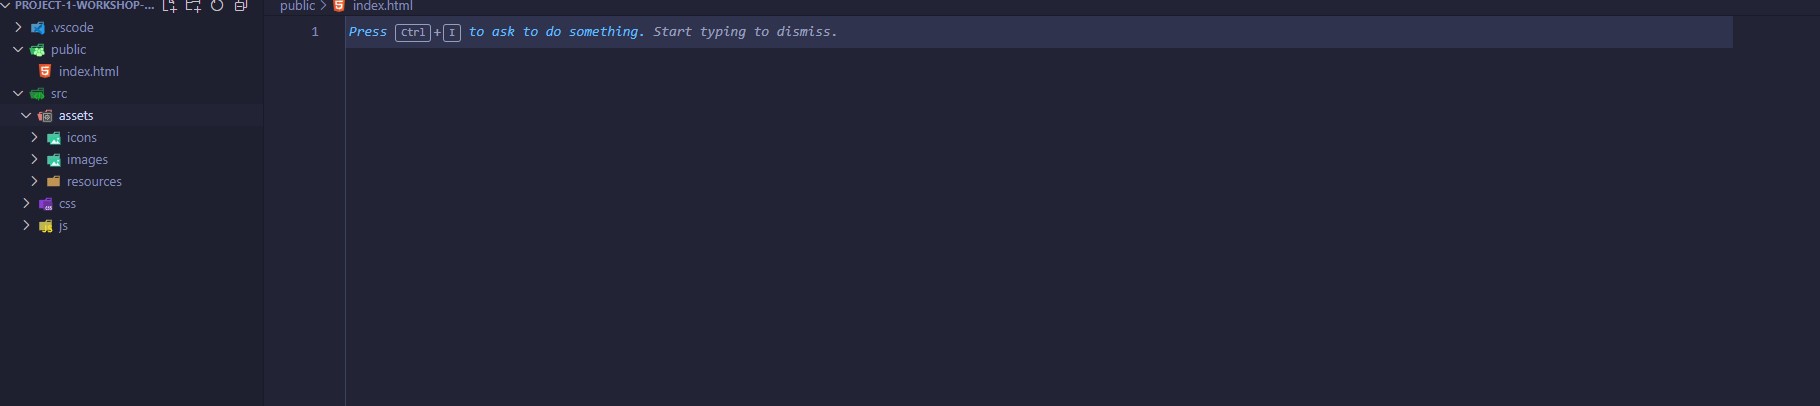 PROJECT-1-WORKSHOP-...
.vscode
public
index.html
src
assets
icons
images
resources
css
js
public > index.html
1 Press Ctrl+I to ask to do something. Start typing to dismiss.